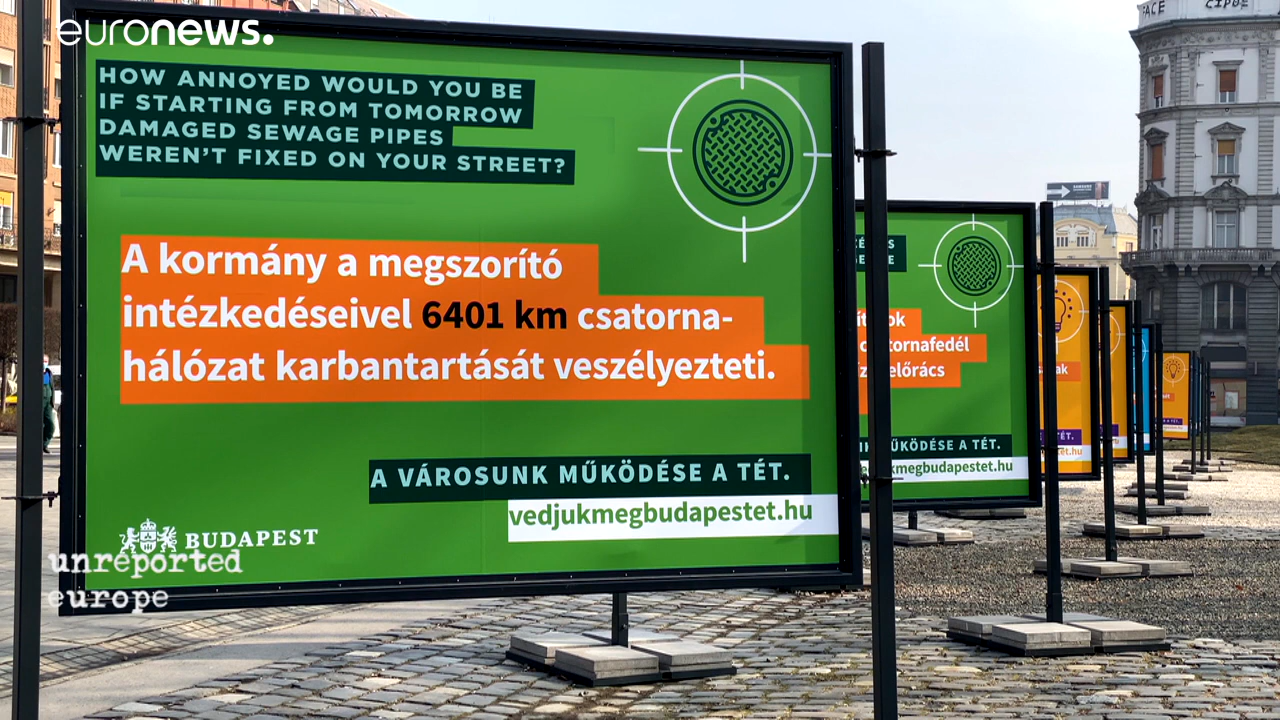 euronews.
HOW ANNOYED WOULD YOU BE
IF STARTING FROM TOMORROW
DAMAGED SEWAGE PIPES
WEREN'T FIXED ON YOUR STREET?
A kormány a megszorító
intézkedéseivel 6401 km csatorna-
hálózat karbantartását veszélyezteti.
A VÁROSUNK MŰKÖDÉSE A TÉT.
vedjukmegbudapestet.hu
BUDAPEST
unreported
europe
előrács
MŰKÖDÉSE A TÉT.
kmegbudapestet.hu
TÉT.